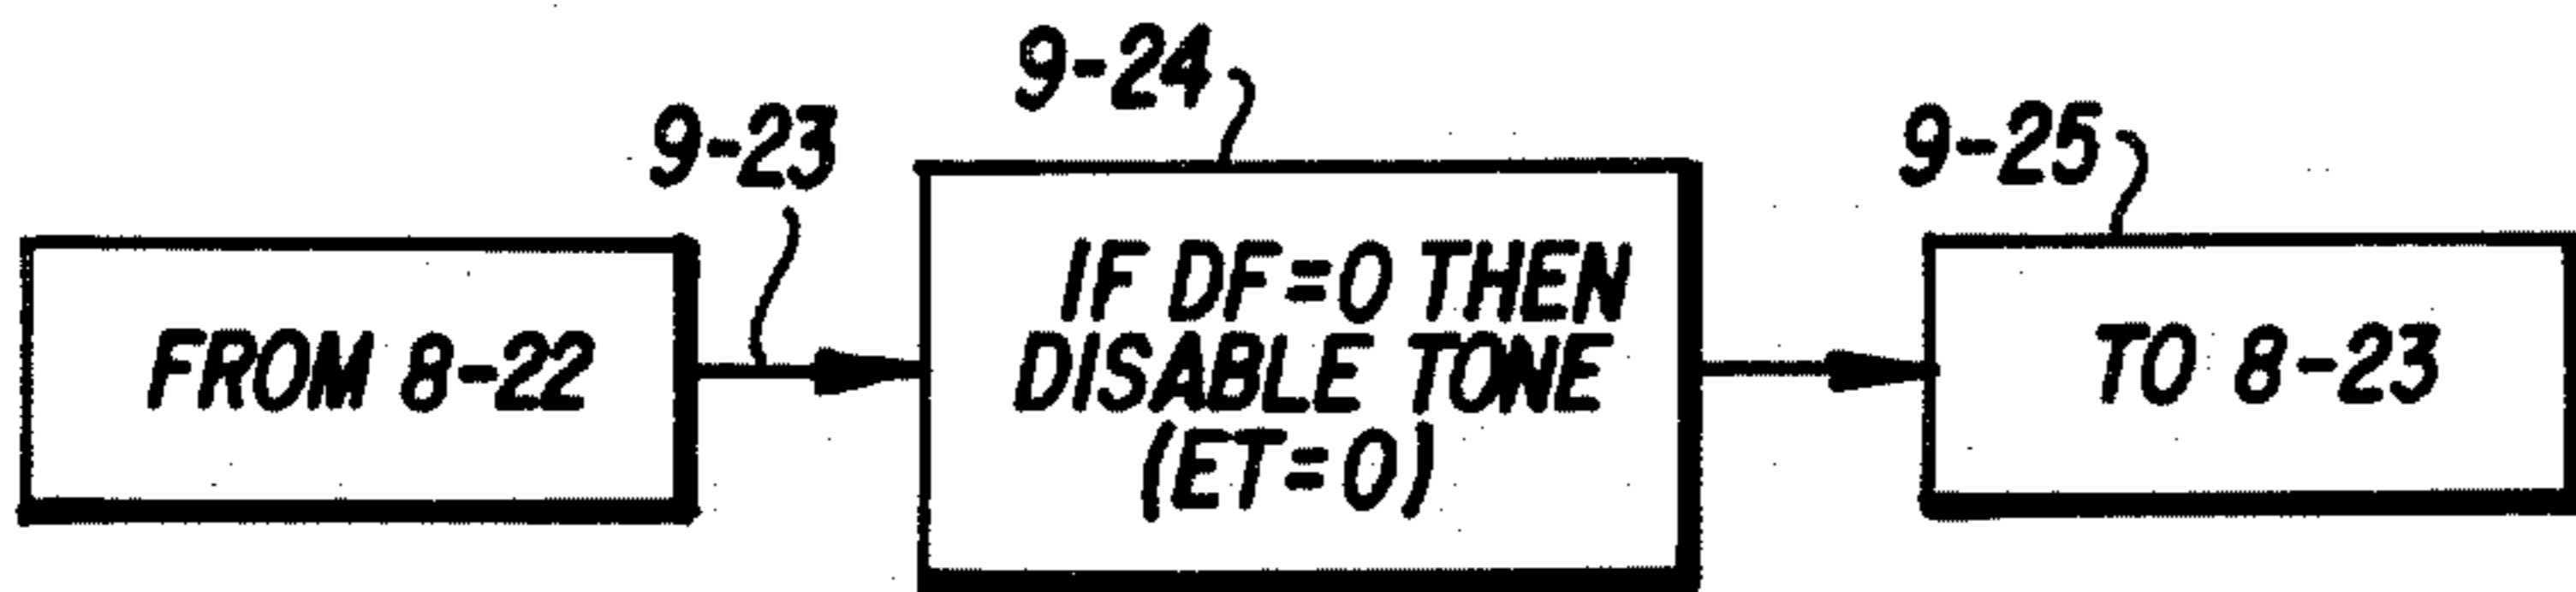 9-23
9-24
9-25
FROM 8-22
IF DF=0 THEN
DISABLE TONE
(ET=0)
TO 8-23